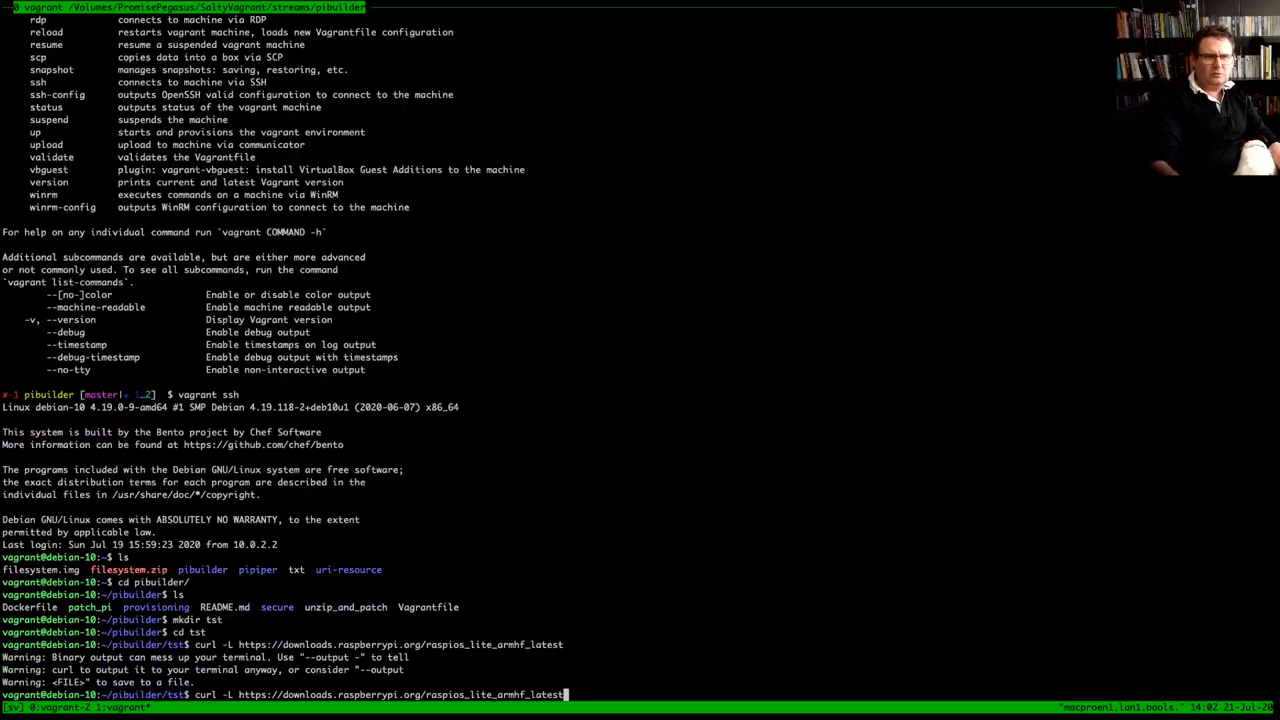 0 vagrant /Volumes/PromisePegasus/SaltyVagrant/streams/pibuilder
rdp connects to machine via RDP
reload restarts vagrant machine, loads new Vagrantfile configuration
resume resume a suspended vagrant machine
scp copies data into a box via SCP
snapshot manages snapshots: saving, restoring, etc.
ssh connects to machine via SSH
ssh-config outputs OpenSSH valid configuration to connect to the machine
status outputs status of the vagrant machine
suspend suspends the machine
up starts and provisions the vagrant environment
upload upload to machine via communicator
validate validates the Vagrantfile
vbguest plugin: vagrant-vbguest: install VirtualBox Guest Additions to the machine
version prints current and latest Vagrant version
winrm executes commands on a machine via WinRM
winrm-config outputs WinRM configuration to connect to the machine
For help on any individual command run `vagrant COMMAND -h`
Additional subcommands are available, but are either more advanced
or not commonly used. To see all subcommands, run the command
`vagrant list-commands`.
--[no-]color Enable or disable color output
--machine-readable Enable machine readable output
-v, --version Display Vagrant version
--debug Enable debug output
--timestamp Enable timestamps on log output
--debug-timestamp Enable debug output with timestamps
--no-tty Enable non-interactive output
✘-1 pibuilder [master|✶ 1…2] $ vagrant ssh
Linux debian-10 4.19.0-9-amd64 #1 SMP Debian 4.19.118-2+deb10u1 (2020-06-07) x86_64
This system is built by the Bento project by Chef Software
More information can be found at https://github.com/chef/bento
The programs included with the Debian GNU/Linux system are free software;
the exact distribution terms for each program are described in the
individual files in /usr/share/doc/*/copyright.
Debian GNU/Linux comes with ABSOLUTELY NO WARRANTY, to the extent
permitted by applicable law.
Last login: Sun Jul 19 15:59:23 2020 from 10.0.2.2
vagrant@debian-10:~$ ls
filesystem.img filesystem.zip pibuilder pipiper txt uri-resource
vagrant@debian-10:~$ cd pibuilder/
vagrant@debian-10:~/pibuilder$ ls
Dockerfile patch_pi provisioning README.md secure unzip_and_patch Vagrantfile
vagrant@debian-10:~/pibuilder$ mkdir tst
vagrant@debian-10:~/pibuilder$ cd tst
vagrant@debian-10:~/pibuilder/tst$ curl -L https://downloads.raspberrypi.org/raspios_lite_armhf_latest
Warning: Binary output can mess up your terminal. Use "--output -" to tell
Warning: curl to output it to your terminal anyway, or consider "--output
Warning: <FILE>" to save to a file.
vagrant@debian-10:~/pibuilder/tst$ curl -L https://downloads.raspberrypi.org/raspios_lite_armhf_latest
[sv] 0:vagrant-Z 1:vagrant* "macproen1.lan1.bools." 14:02 21-Jul-20